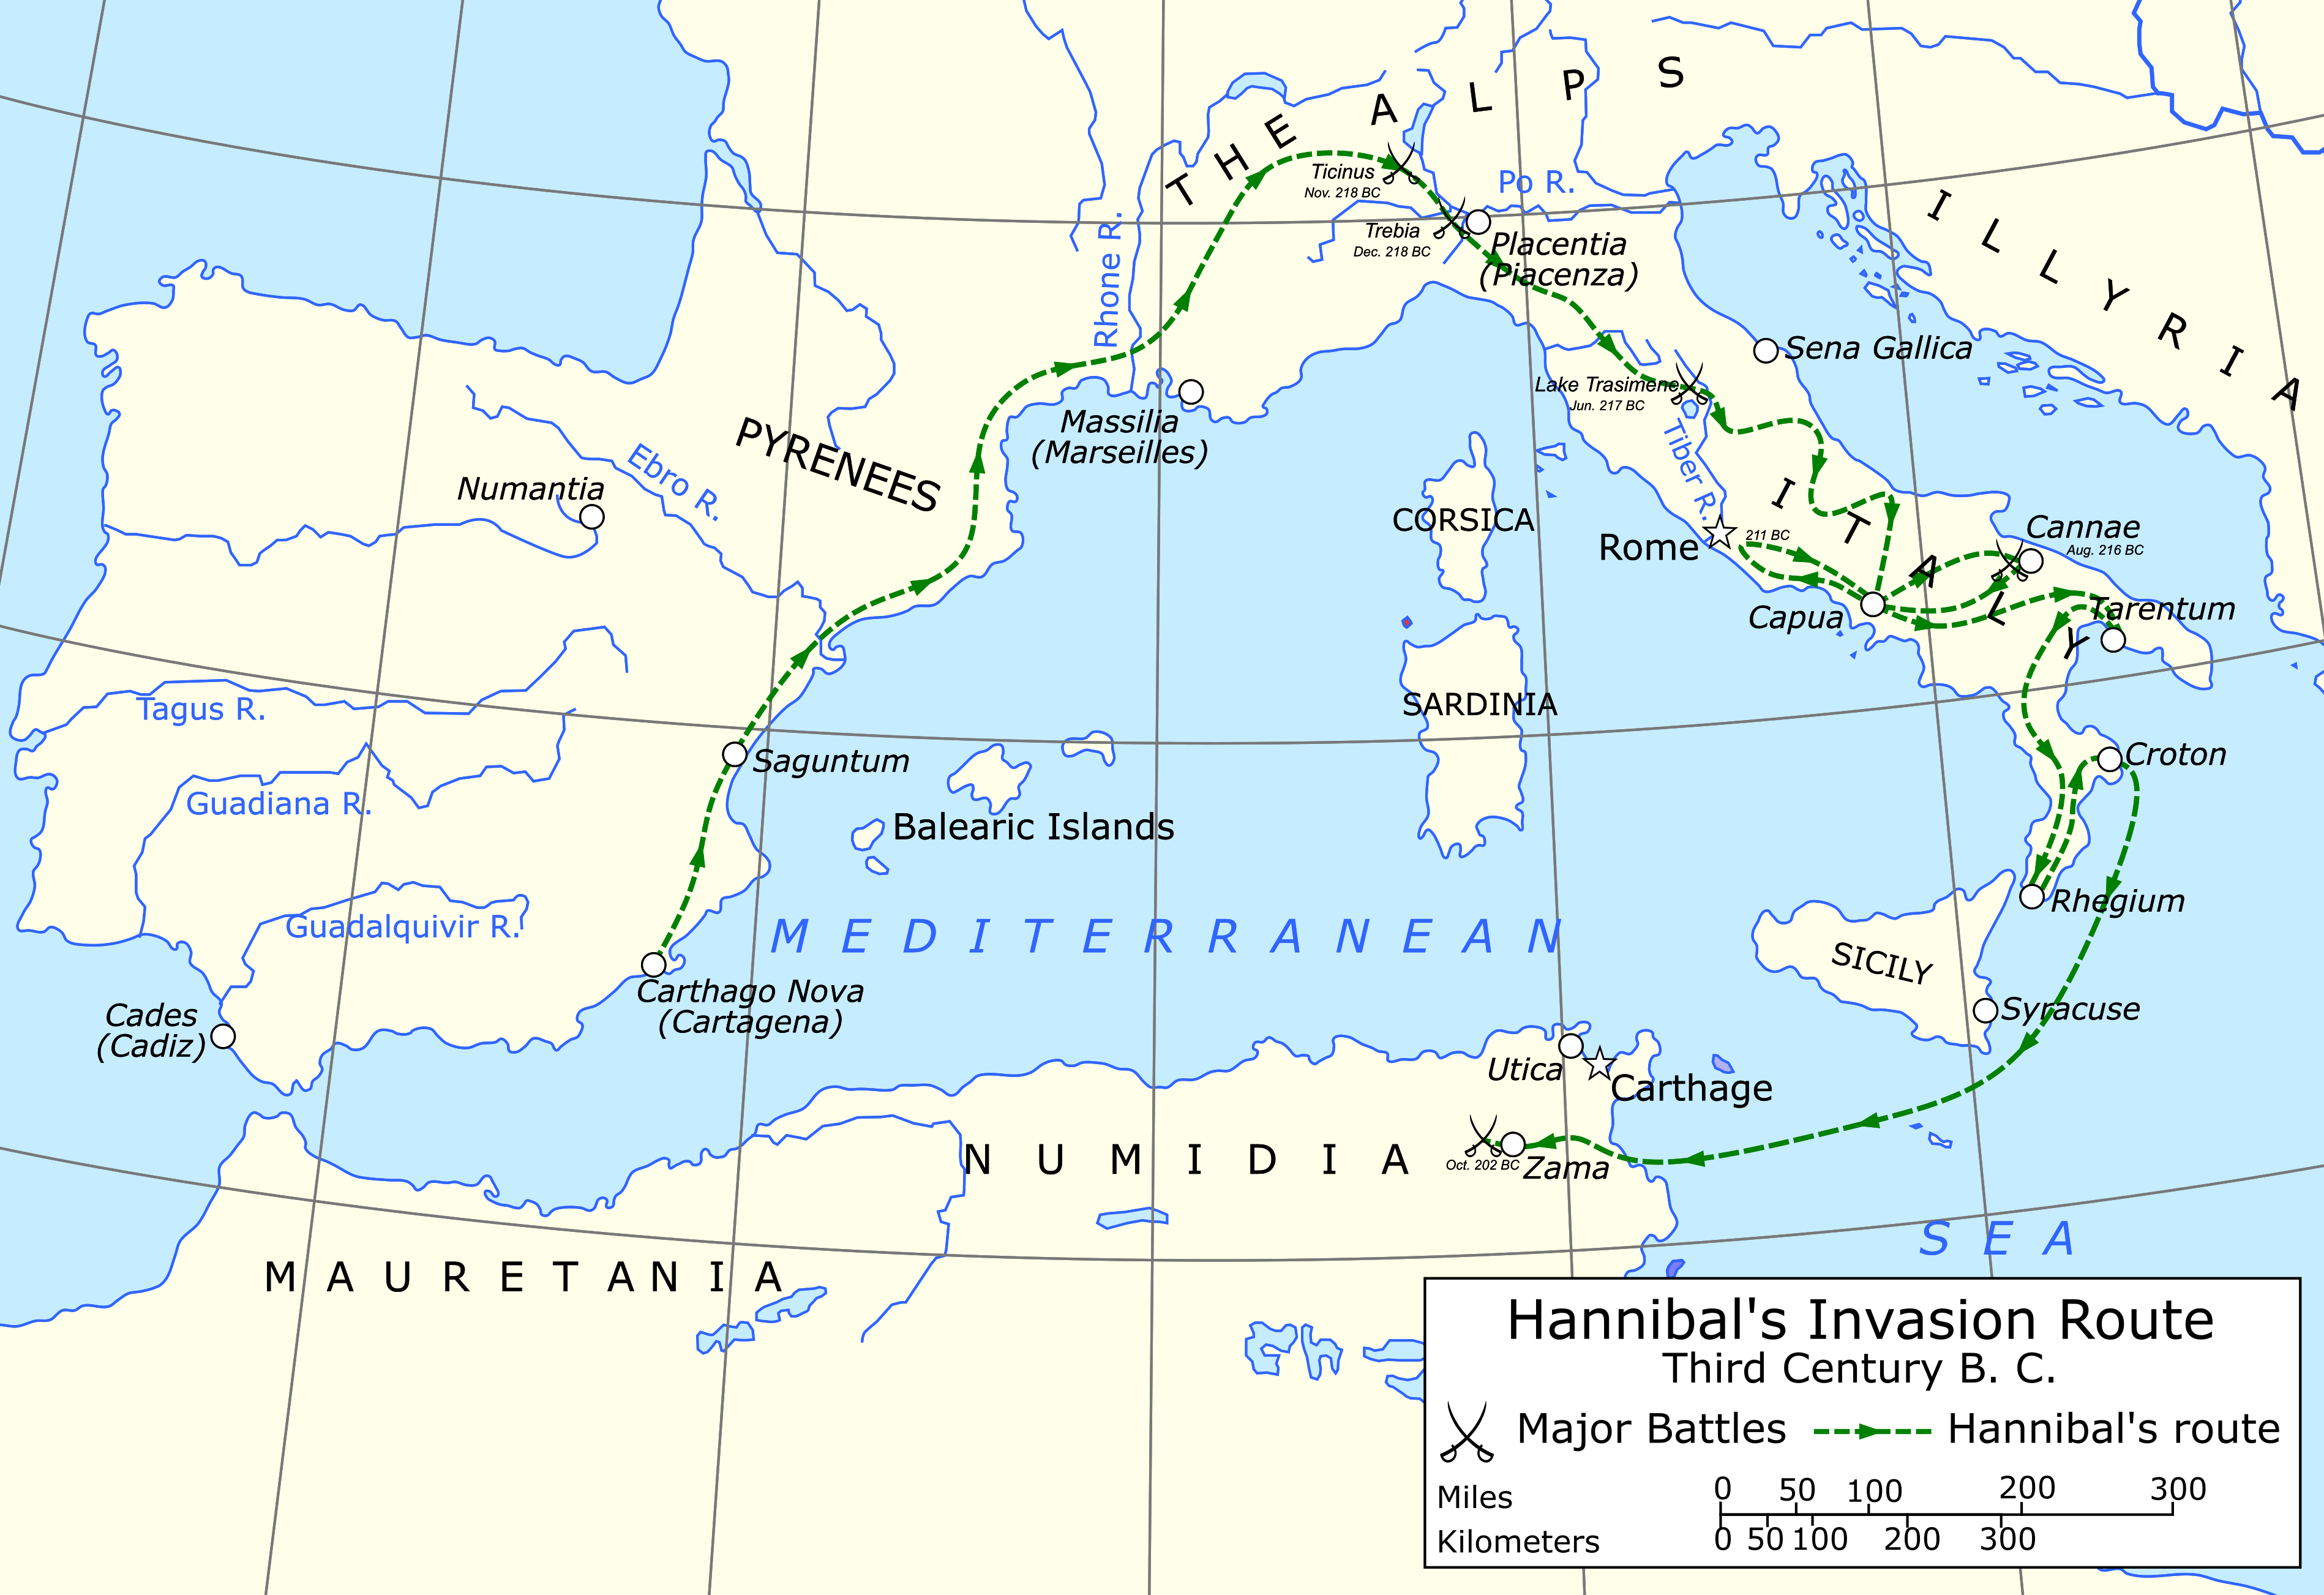 THE ALPS
Ticinus
Nov. 218 BC
Po R.
Trebia
Dec. 218 BC
Placentia
(Piacenza)
Rhone R.
ILLYRIA
Sena Gallica
Lake Trasimene
Jun. 217 BC
Massilia
(Marseilles)
PYRENEES
Ebro R.
Numantia
Tiber R.
CORSICA
Rome
211 BC
ITALY
Cannae
Aug. 216 BC
Capua
Tarentum
Tagus R.
SARDINIA
Saguntum
Croton
Guadiana R.
Balearic Islands
Rhegium
Guadalquivir R.
MEDITERRANEAN
SICILY
Carthago Nova
(Cartagena)
Cades
(Cadiz)
Syracuse
Utica
Carthage
NUMIDIA
Oct. 202 BC
Zama
SEA
MAURETANIA
Hannibal's Invasion Route
Third Century B. C.
Major Battles
Hannibal's route
Miles
0 50 100 200 300
Kilometers
0 50 100 200 300